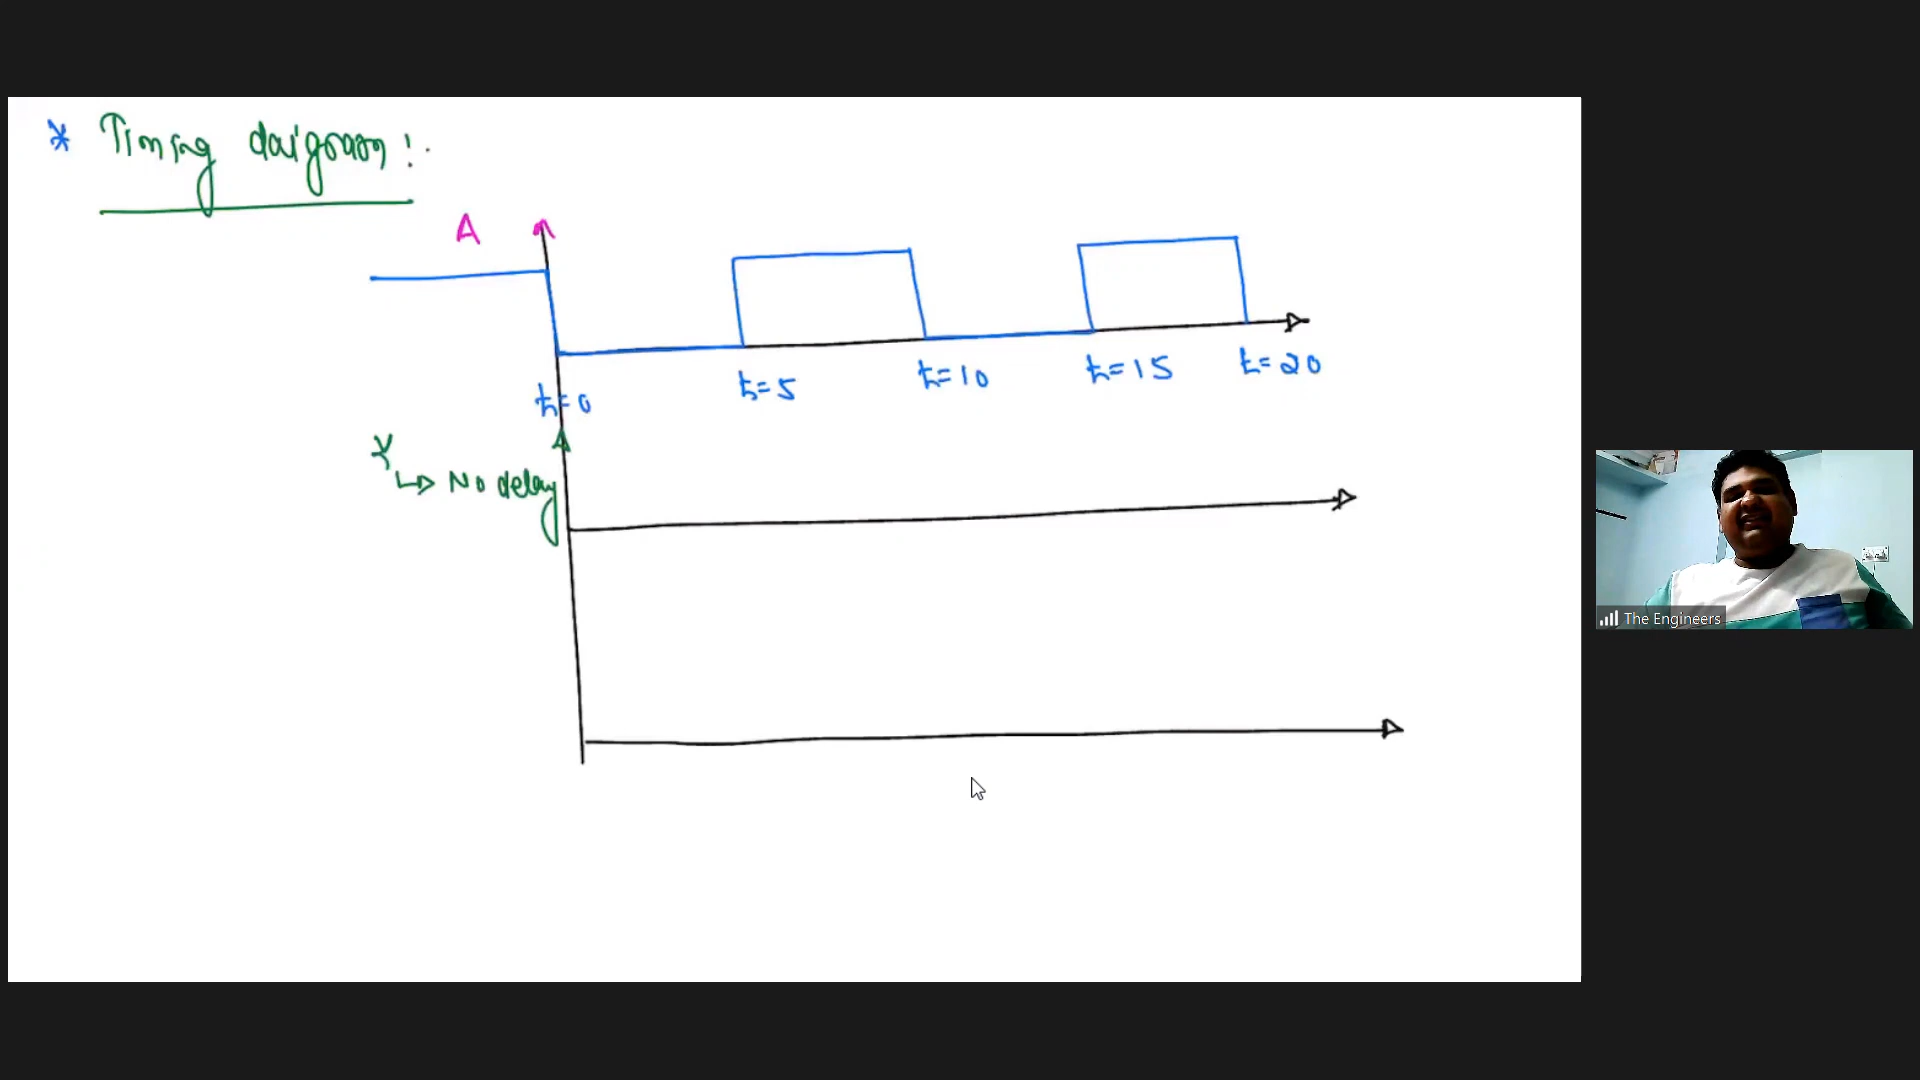 * Timing daigram:-
A
t=0
t=5
t=10
t=15
t=20
Y
↳ No delay
The Engineers